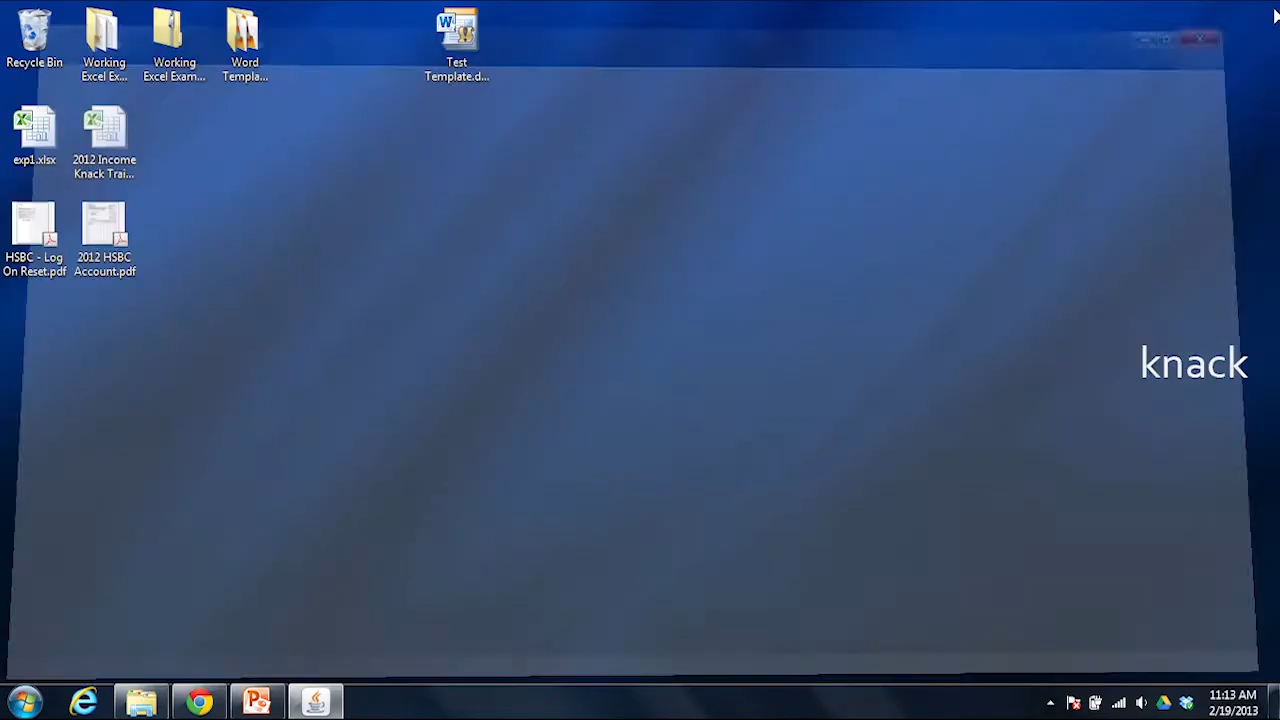 Recycle Bin
Working Excel Ex...
Working Excel Exam...
Word Templa...
Test Template.d...
exp1.xlsx
2012 Income Knack Trai...
HSBC - Log On Reset.pdf
2012 HSBC Account.pdf
knack
11:13 AM
2/19/2013